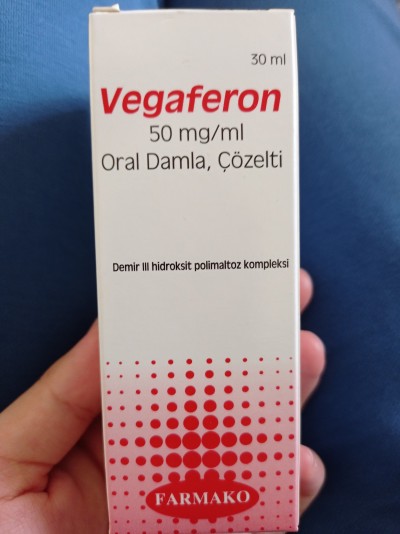 30 ml
Vegaferon
50 mg/ml
Oral Damla, Çözelti
Demir III hidroksit polimaltoz kompleksi
FARMAKO